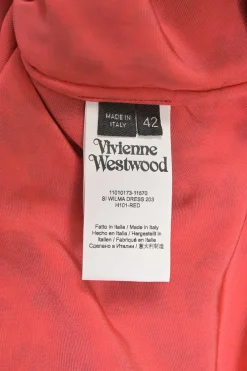 MADE IN
ITALY
42
Vivienne
Westwood
11010173-11570
SI WILMA DRESS 203
H101-RED
Fatto in Italia / Made in Italy
Hecho en Italia / Hergestellt in
Italien / Fabriqué en Italie
Сделано в Италии / 意大利制造